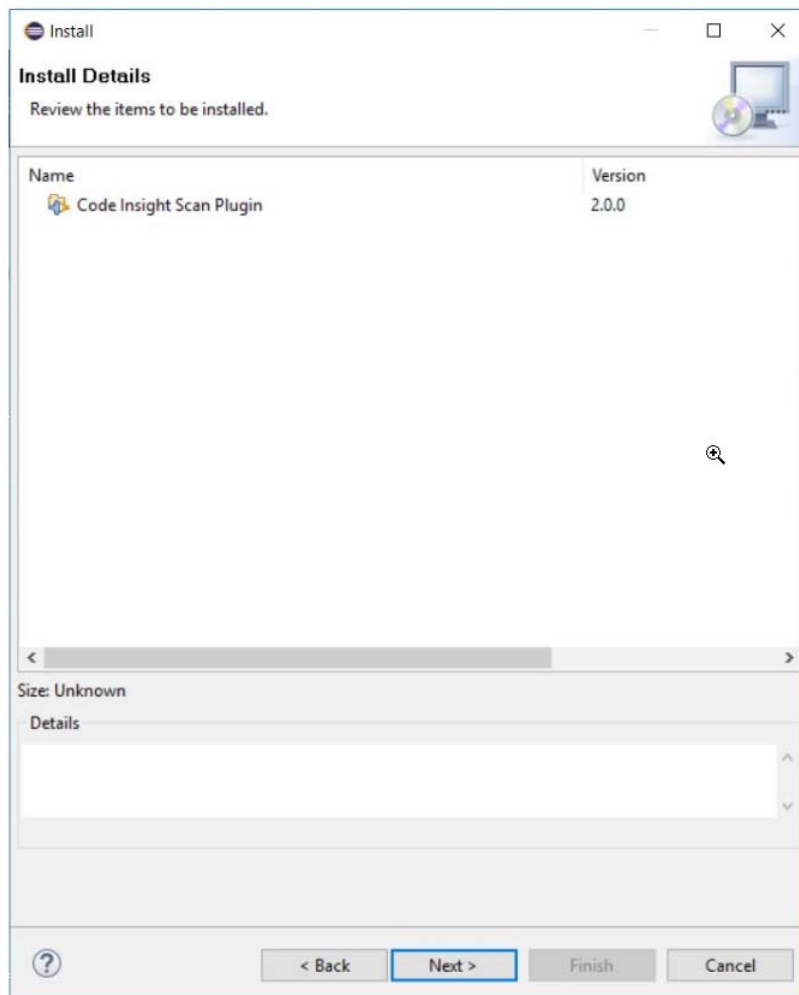 Install
Install Details
Review the items to be installed.
Name Version
Code Insight Scan Plugin 2.0.0
Size: Unknown
Details
< Back Next > Finish Cancel